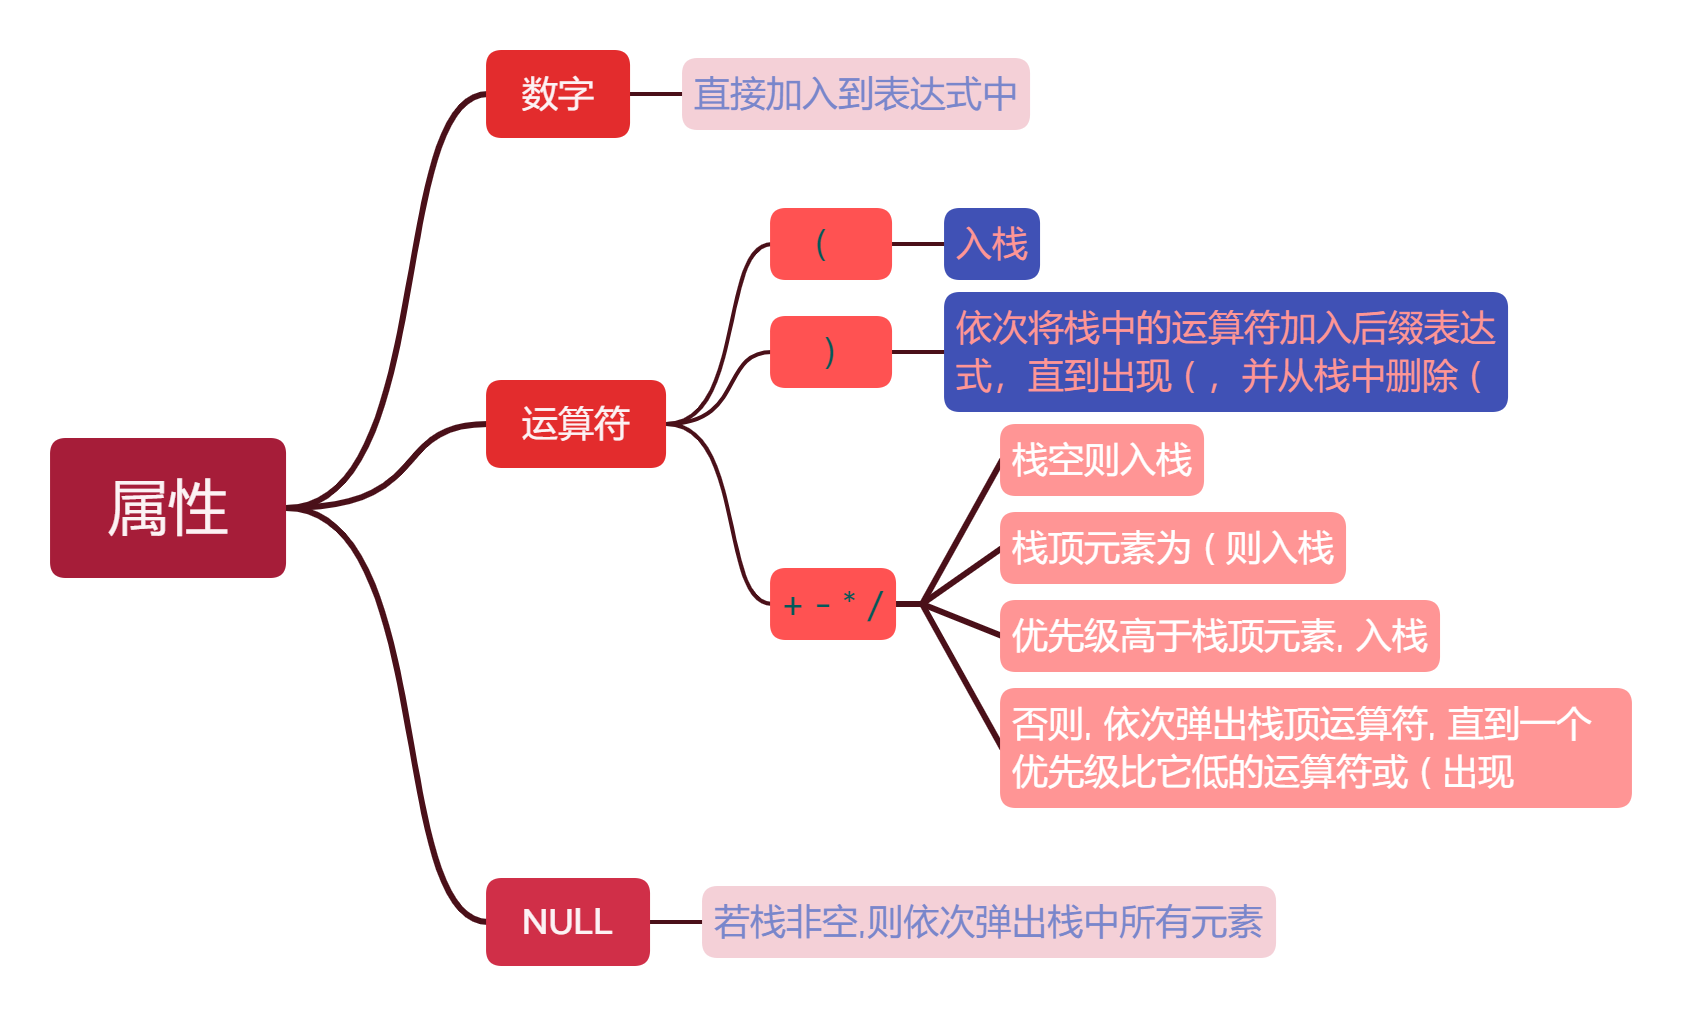 属性
数字
直接加入到表达式中
运算符
(
入栈
)
依次将栈中的运算符加入后缀表达
式，直到出现 ( ，并从栈中删除 (
+ - * /
栈空则入栈
栈顶元素为 ( 则入栈
优先级高于栈顶元素, 入栈
否则, 依次弹出栈顶运算符, 直到一个
优先级比它低的运算符或 ( 出现
NULL
若栈非空,则依次弹出栈中所有元素